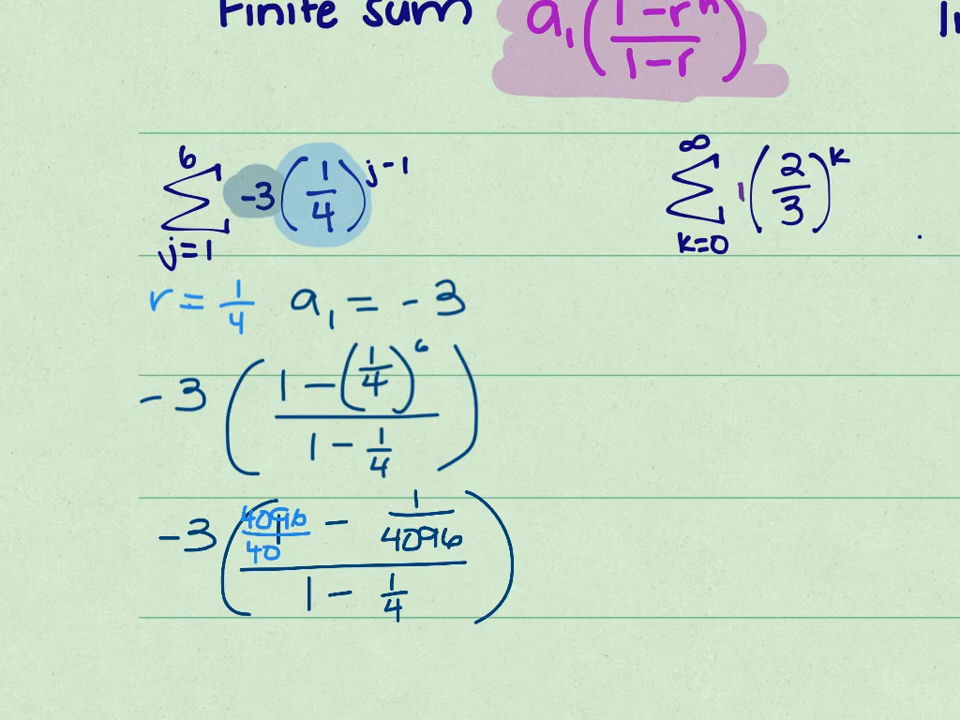 Finite sum a₁((1-rⁿ)/(1-r))
∑_{j=1}^{6} -3(1/4)^{j-1}
∑_{k=0}^{∞} 1(2/3)^k
r = 1/4 a₁ = -3
-3((1-(1/4)^6)/(1-1/4))
-3((4096/40 - 1/4096)/(1-1/4))